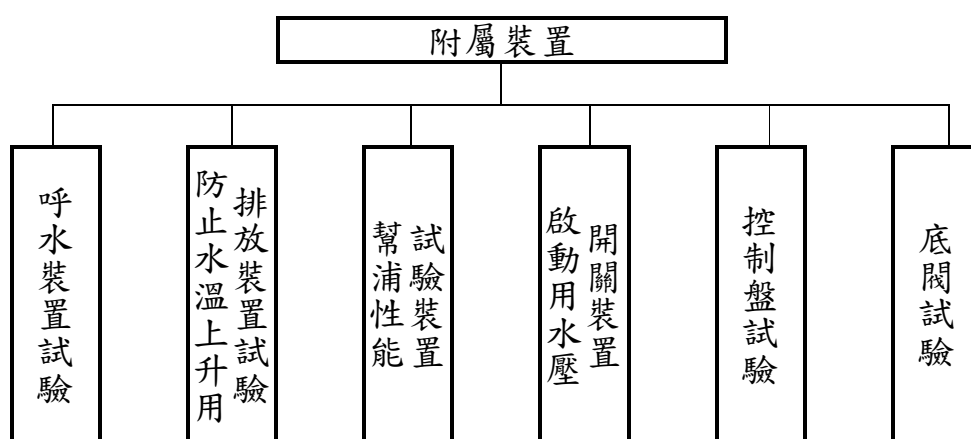 附屬裝置
呼水裝置試驗
防止水溫上升用
排放裝置試驗
幫浦性能
試驗裝置
啟動用水壓
開關裝置
控制盤試驗
底閥試驗